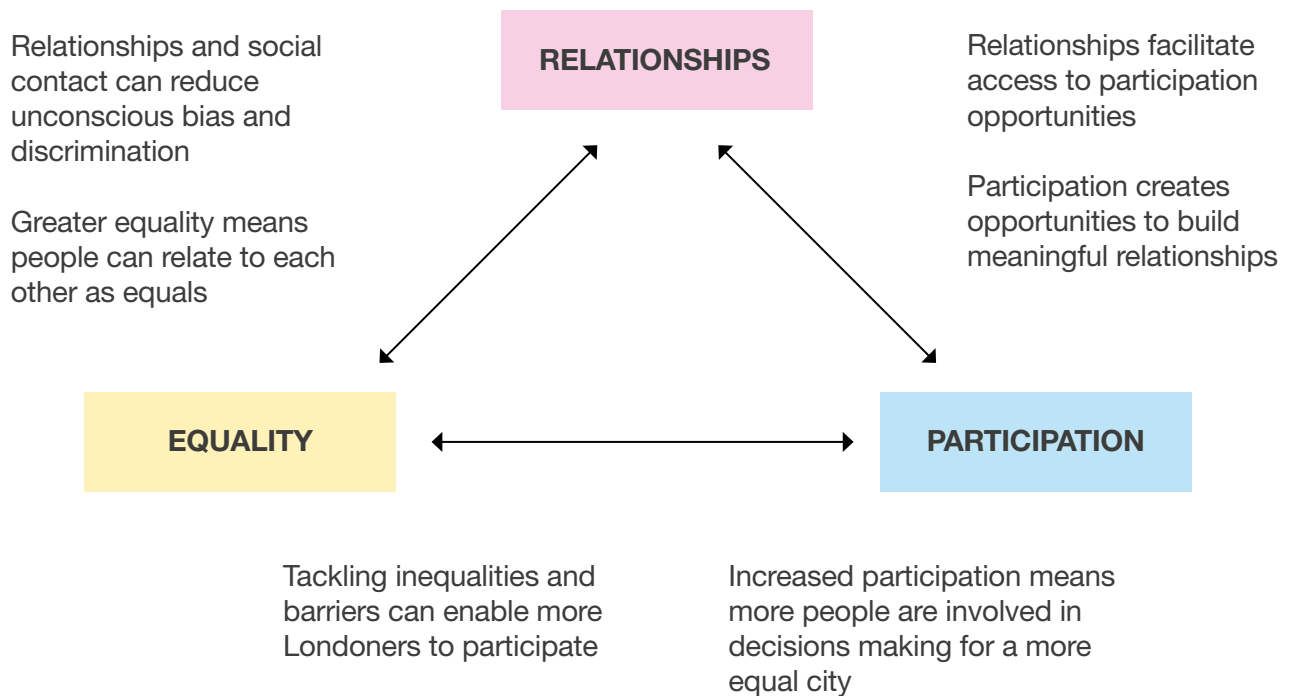 RELATIONSHIPS
Relationships and social
contact can reduce
unconscious bias and
discrimination
Greater equality means
people can relate to each
other as equals
Relationships facilitate
access to participation
opportunities
Participation creates
opportunities to build
meaningful relationships
EQUALITY
PARTICIPATION
Tackling inequalities and
barriers can enable more
Londoners to participate
Increased participation means
more people are involved in
decisions making for a more
equal city